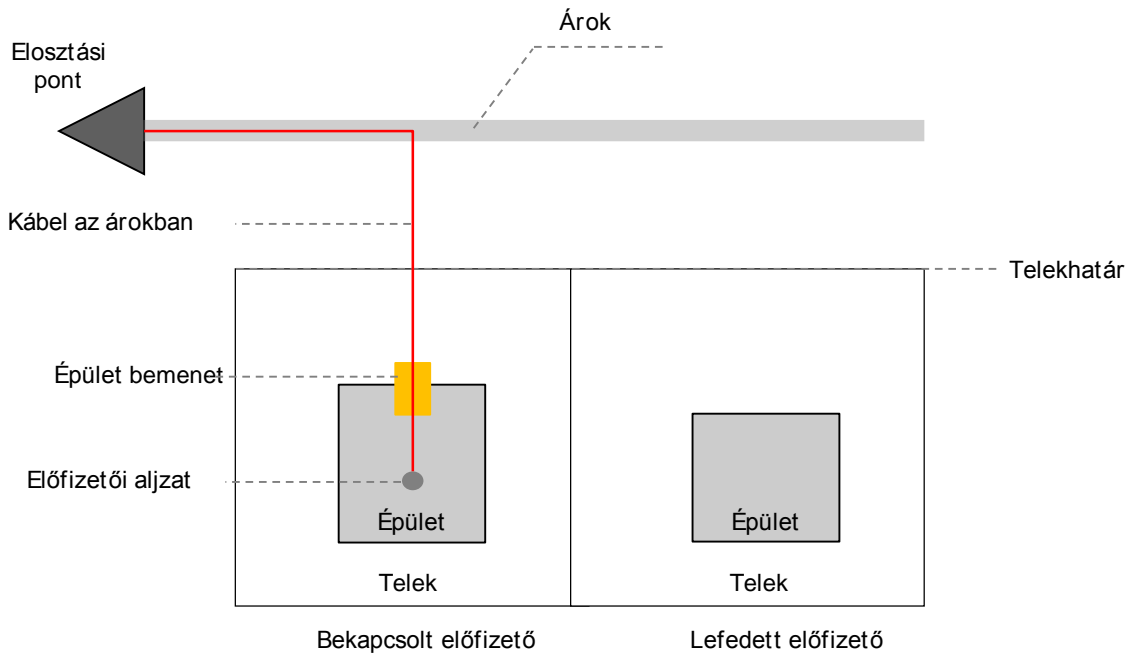 Árok
Elosztási
pont
Kábel az árokban
Telekhatár
Épület bemenet
Előfizetői aljzat
Épület
Épület
Telek
Telek
Bekapcsolt előfizető
Lefedett előfizető